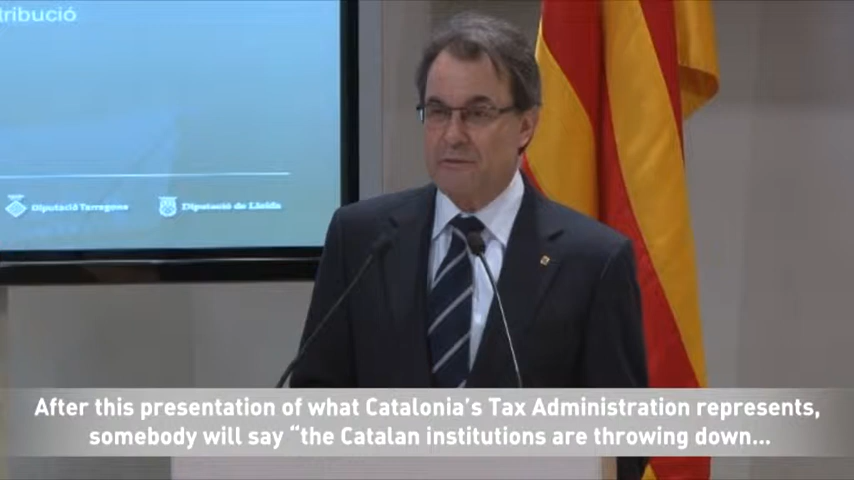 tribució
Diputació Tarragona
Diputació de Lleida
After this presentation of what Catalonia's Tax Administration represents,
somebody will say “the Catalan institutions are throwing down...